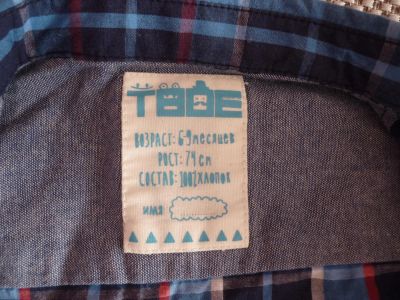 ТВОЕ
ВОЗРАСТ: 6-9 месяцев
РОСТ: 74 см
СОСТАВ: 100% ХЛОПОК
ИМЯ